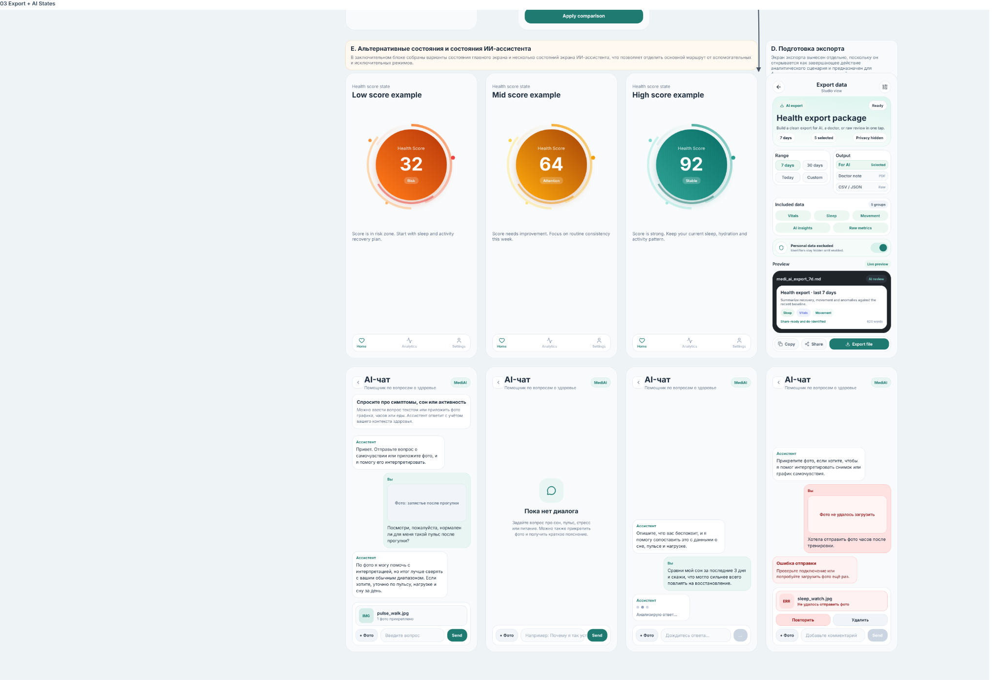 03 Export + AI States
Apply comparison
E. Альтернативные состояния и состояния ИИ-ассистента
В заключительном блоке собраны варианты состояния главного экрана и несколько состояний экрана ИИ-ассистента, что позволяет отделить основной маршрут от вспомогательных
и исключительных режимов.
D. Подготовка экспорта
Экран экспорта вынесен отдельно, поскольку он
открывается как завершающее действие
аналитического сценария и предназначен для
Health score state
Low score example
Health Score
32
Risk
Score is in risk zone. Start with sleep and activity
recovery plan.
Home
Analytics
Settings
Health score state
Mid score example
Health Score
64
Attention
Score needs improvement. Focus on routine consistency
this week.
Home
Analytics
Settings
Health score state
High score example
Health Score
92
Stable
Score is strong. Keep your current sleep, hydration and
activity pattern.
Home
Analytics
Settings
Export data
Studio view
AI export
Ready
Health export package
Build a clean export for AI, a doctor, or raw review in one tap.
7 days
5 selected
Privacy hidden
Range
7 days
30 days
Today
Custom
Output
For AI
Selected
Doctor note
PDF
CSV / JSON
Raw
Included data
5 groups
Vitals
Sleep
Movement
AI insights
Raw metrics
Personal data excluded
Identifiers stay hidden until enabled.
Preview
Live preview
medi_ai_export_7d.md
AI review
Health export · last 7 days
Summarize recovery, movement and anomalies against the
recent baseline.
Sleep
Vitals
Movement
Share-ready and de-identified
620 words
Copy
Share
Export file
AI-чат
Помощник по вопросам о здоровье
MediAI
Спросите про симптомы, сон или активность
Можно ввести вопрос текстом или приложить фото
графика, часов или еды. Ассистент ответит с учётом
вашего контекста здоровья.
Ассистент
Привет. Отправьте вопрос о
самочувствии или приложите фото, и
я помогу его интерпретировать.
Вы
Фото: запястье после прогулки
Посмотри, пожалуйста, нормален
ли для меня такой пульс после
прогулки?
Ассистент
По фото я могу помочь с
интерпретацией, но итог лучше сверять
с вашим обычным диапазоном. Если
хотите, уточню по пульсу, нагрузке и
сну за день.
IMG
pulse_walk.jpg
1 фото прикреплено
+ Фото
Введите вопрос
Send
AI-чат
Помощник по вопросам о здоровье
MediAI
Пока нет диалога
Задайте вопрос про сон, пульс, стресс
или питание. Можно также прикрепить
фото и получить краткое пояснение.
+ Фото
Например: Почему я так уст
Send
AI-чат
Помощник по вопросам о здоровье
MediAI
Ассистент
Опишите, что вас беспокоит, и я
помогу сопоставить это с данными о
сне, пульсе и нагрузке.
Вы
Сравни мой сон за последние 3 дня
и скажи, что могло сильнее всего
повлиять на восстановление.
Ассистент
Анализирую ответ...
+ Фото
Дождитесь ответа...
...
AI-чат
Помощник по вопросам о здоровье
MediAI
Ассистент
Прикрепите фото, если хотите, чтобы
я помог интерпретировать снимок или
график самочувствия.
Вы
Фото не удалось загрузить
Хотела отправить фото часов после
тренировки.
Ошибка отправки
Проверьте подключение или
попробуйте загрузить фото ещё раз.
ERR
sleep_watch.jpg
Не удалось отправить фото
Повторить
Удалить
+ Фото
Добавьте комментарий
Send